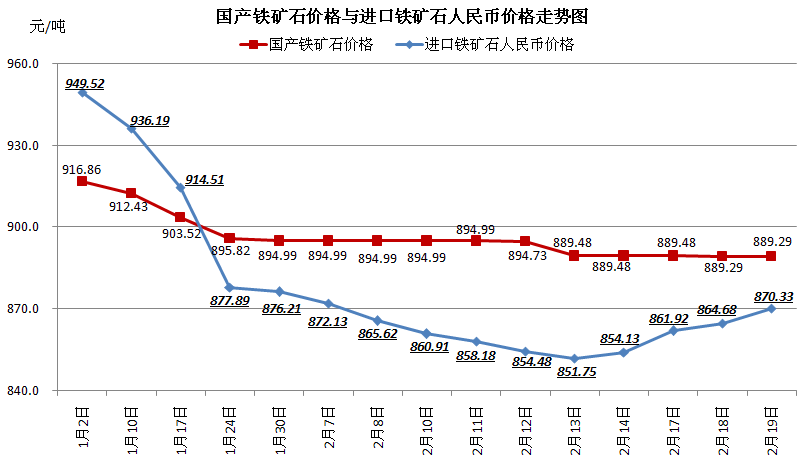 国产铁矿石价格与进口铁矿石人民币价格走势图
元/吨
国产铁矿石价格 进口铁矿石人民币价格
960.0
930.0
900.0
870.0
840.0
949.52
936.19
914.51
877.89
876.21
872.13
865.62
860.91
858.18
854.48
851.75
854.13
861.92
864.68
870.33
916.86
912.43
903.52
895.82
894.99
894.99
894.99
894.99
894.99
894.73
889.48
889.48
889.48
889.29
889.29
1月2日
1月10日
1月17日
1月24日
1月30日
2月7日
2月8日
2月10日
2月11日
2月12日
2月13日
2月14日
2月17日
2月18日
2月19日